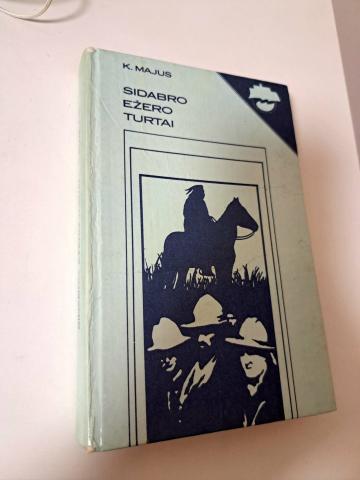 K. MAJUS
SIDABRO
EŽERO
TURTAI